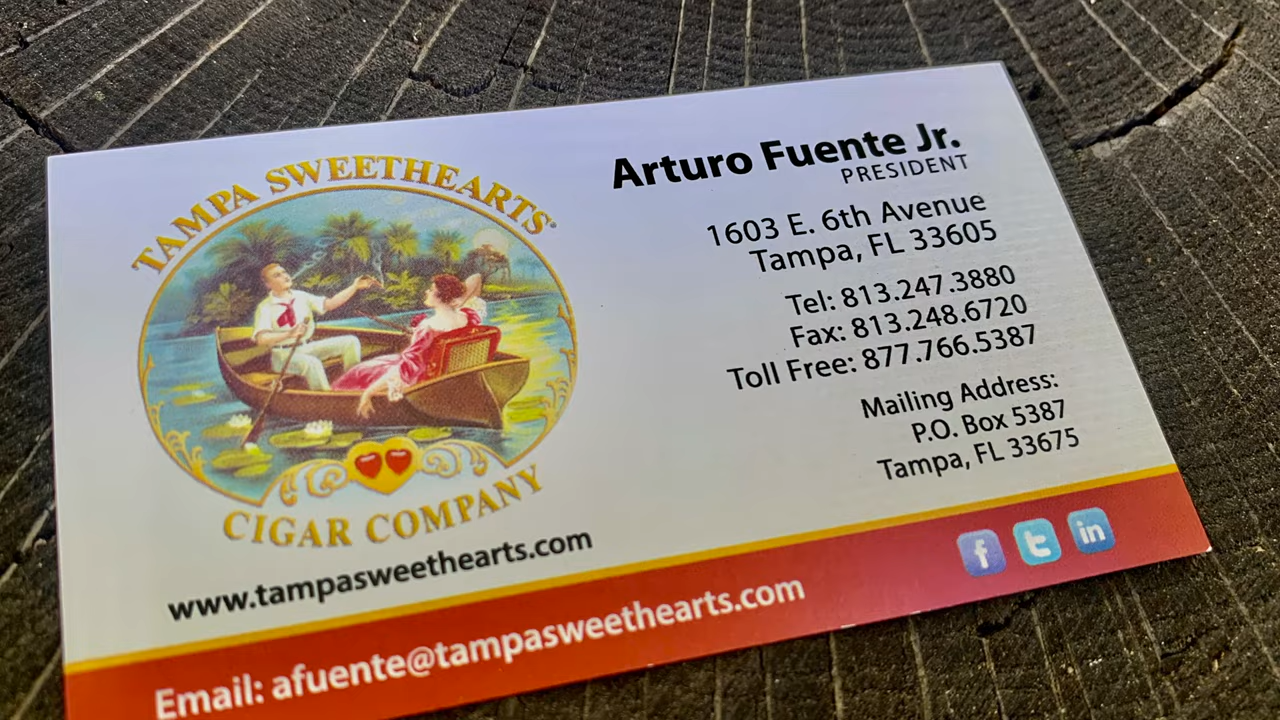 TAMPA SWEETHEARTS
CIGAR COMPANY
www.tampasweethearts.com
Arturo Fuente Jr.
PRESIDENT
1603 E. 6th Avenue
Tampa, FL 33605
Tel: 813.247.3880
Fax: 813.248.6720
Toll Free: 877.766.5387
Mailing Address:
P.O. Box 5387
Tampa, FL 33675
Email: afuente@tampasweethearts.com
f t in